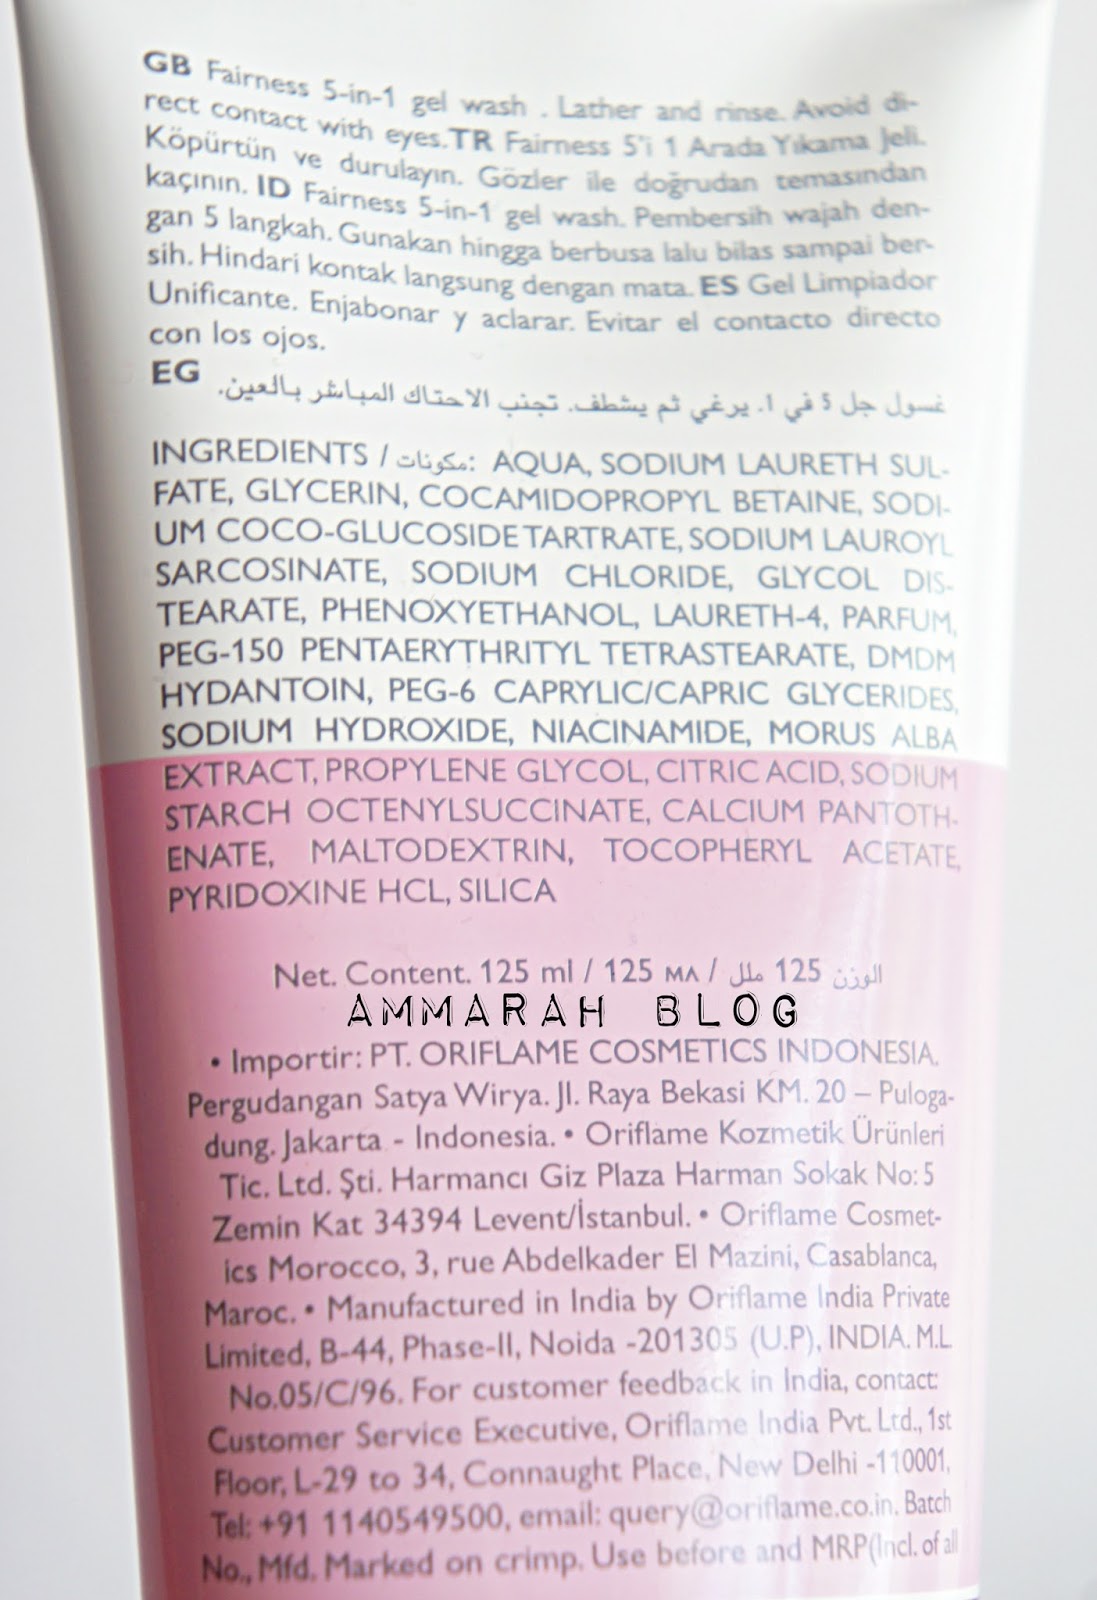 GB Fairness 5-in-1 gel wash . Lather and rinse. Avoid di-
rect contact with eyes.TR Fairness 5'i 1 Arada Yıkama Jeli.
Köpürtün ve durulayın. Gözler ile doğrudan temasından
kaçının. ID Fairness 5-in-1 gel wash. Pembersih wajah den-
gan 5 langkah. Gunakan hingga berbusa lalu bilas sampai ber-
sih. Hindari kontak langsung dengan mata. ES Gel Limpiador
Unificante. Enjabonar y aclarar. Evitar el contacto directo
con los ojos.
EG غسول جل 5 في 1. يرغي ثم يشطف. تجنب الاحتاك المباشر بالعين.
INGREDIENTS / مكونات: AQUA, SODIUM LAURETH SUL-
FATE, GLYCERIN, COCAMIDOPROPYL BETAINE, SODI-
UM COCO-GLUCOSIDE TARTRATE, SODIUM LAUROYL
SARCOSINATE, SODIUM CHLORIDE, GLYCOL DIS-
TEARATE, PHENOXYETHANOL, LAURETH-4, PARFUM,
PEG-150 PENTAERYTHRITYL TETRASTEARATE, DMDM
HYDANTOIN, PEG-6 CAPRYLIC/CAPRIC GLYCERIDES,
SODIUM HYDROXIDE, NIACINAMIDE, MORUS ALBA
EXTRACT, PROPYLENE GLYCOL, CITRIC ACID, SODIUM
STARCH OCTENYLSUCCINATE, CALCIUM PANTOTH-
ENATE, MALTODEXTRIN, TOCOPHERYL ACETATE,
PYRIDOXINE HCL, SILICA
Net. Content. 125 ml / 125 мл / الوزن 125 ملل
AMMARAH BLOG
• Importir: PT. ORIFLAME COSMETICS INDONESIA.
Pergudangan Satya Wirya. Jl. Raya Bekasi KM. 20 – Puloga-
dung. Jakarta - Indonesia. • Oriflame Kozmetik Ürünleri
Tic. Ltd. Şti. Harmancı Giz Plaza Harman Sokak No: 5
Zemin Kat 34394 Levent/İstanbul. • Oriflame Cosmet-
ics Morocco, 3, rue Abdelkader El Mazini, Casablanca,
Maroc. • Manufactured in India by Oriflame India Private
Limited, B-44, Phase-II, Noida -201305 (U.P), INDIA. M.L
No.05/C/96. For customer feedback in India, contact:
Customer Service Executive, Oriflame India Pvt. Ltd., 1st
Floor, L-29 to 34, Connaught Place, New Delhi -110001,
Tel: +91 1140549500, email: query@oriflame.co.in. Batch
No., Mfd. Marked on crimp. Use before and MRP(Incl. of all